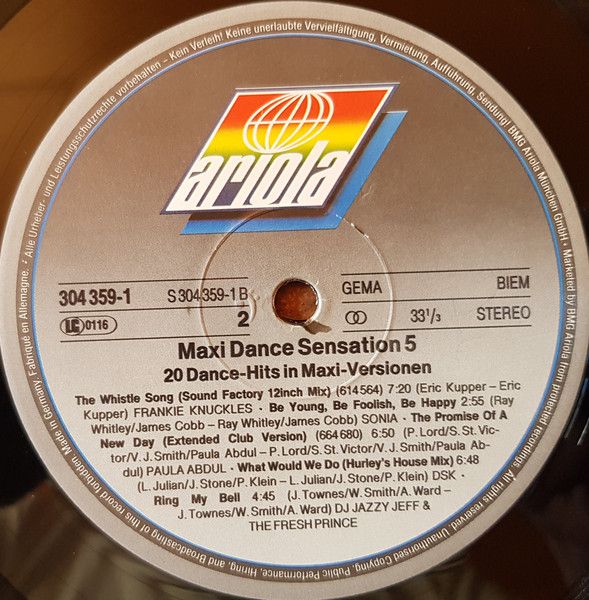 Alle Urheber- und Leistungsschutzrechte vorbehalten – Kein Verleih! Keine unerlaubte Vervielfältigung, Vermietung, Aufführung, Sendung! BMG Ariola München GmbH · Marketed by BMG Ariola
from protected recordings. All rights reserved. Unauthorised Copying, Public Performance, Hiring, and Broadcasting of this record forbidden. Made in Germany. Fabriqué en Allemagne.
ariola
304 359-1
S 304 359-1 B
GEMA
BIEM
LC 0116
2
33 1/3
STEREO
Maxi Dance Sensation 5
20 Dance-Hits in Maxi-Versionen
The Whistle Song (Sound Factory 12inch Mix) (614 564) 7:20 (Eric Kupper – Eric
Kupper) FRANKIE KNUCKLES · Be Young, Be Foolish, Be Happy 2:55 (Ray
Whitley/James Cobb – Ray Whitley/James Cobb) SONIA · The Promise Of A
New Day (Extended Club Version) (664 680) 6:50 (P. Lord/S. St. Vic-
tor/V. J. Smith/Paula Abdul – P. Lord/S. St. Victor/V. J. Smith/Paula Ab-
dul) PAULA ABDUL · What Would We Do (Hurley's House Mix) 6:48
(L. Julian/J. Stone/P. Klein – L. Julian/J. Stone/P. Klein) DSK ·
Ring My Bell 4:45 (J. Townes/W. Smith/A. Ward –
J. Townes/W. Smith/A. Ward) DJ JAZZY JEFF &
THE FRESH PRINCE